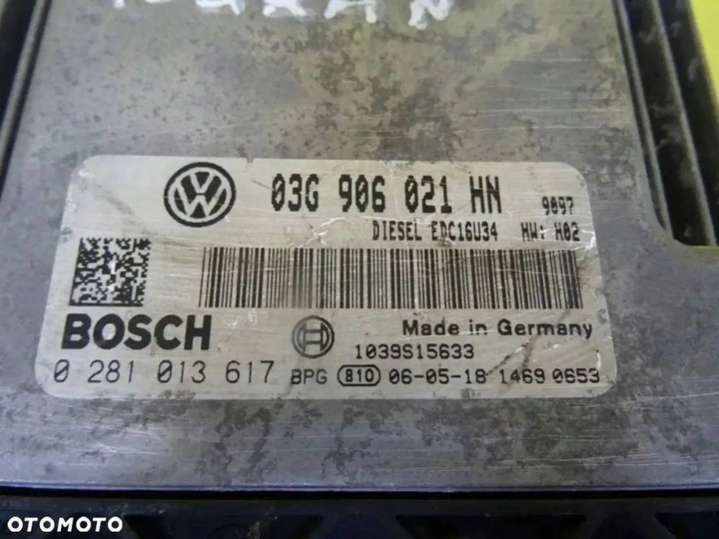 03G 906 021 HN 9097
DIESEL EDC16U34 HW: H02
BOSCH
Made in Germany
1039S15633
0 281 013 617 BPG 810 06-05-18 1469 0653
OTOMOTO